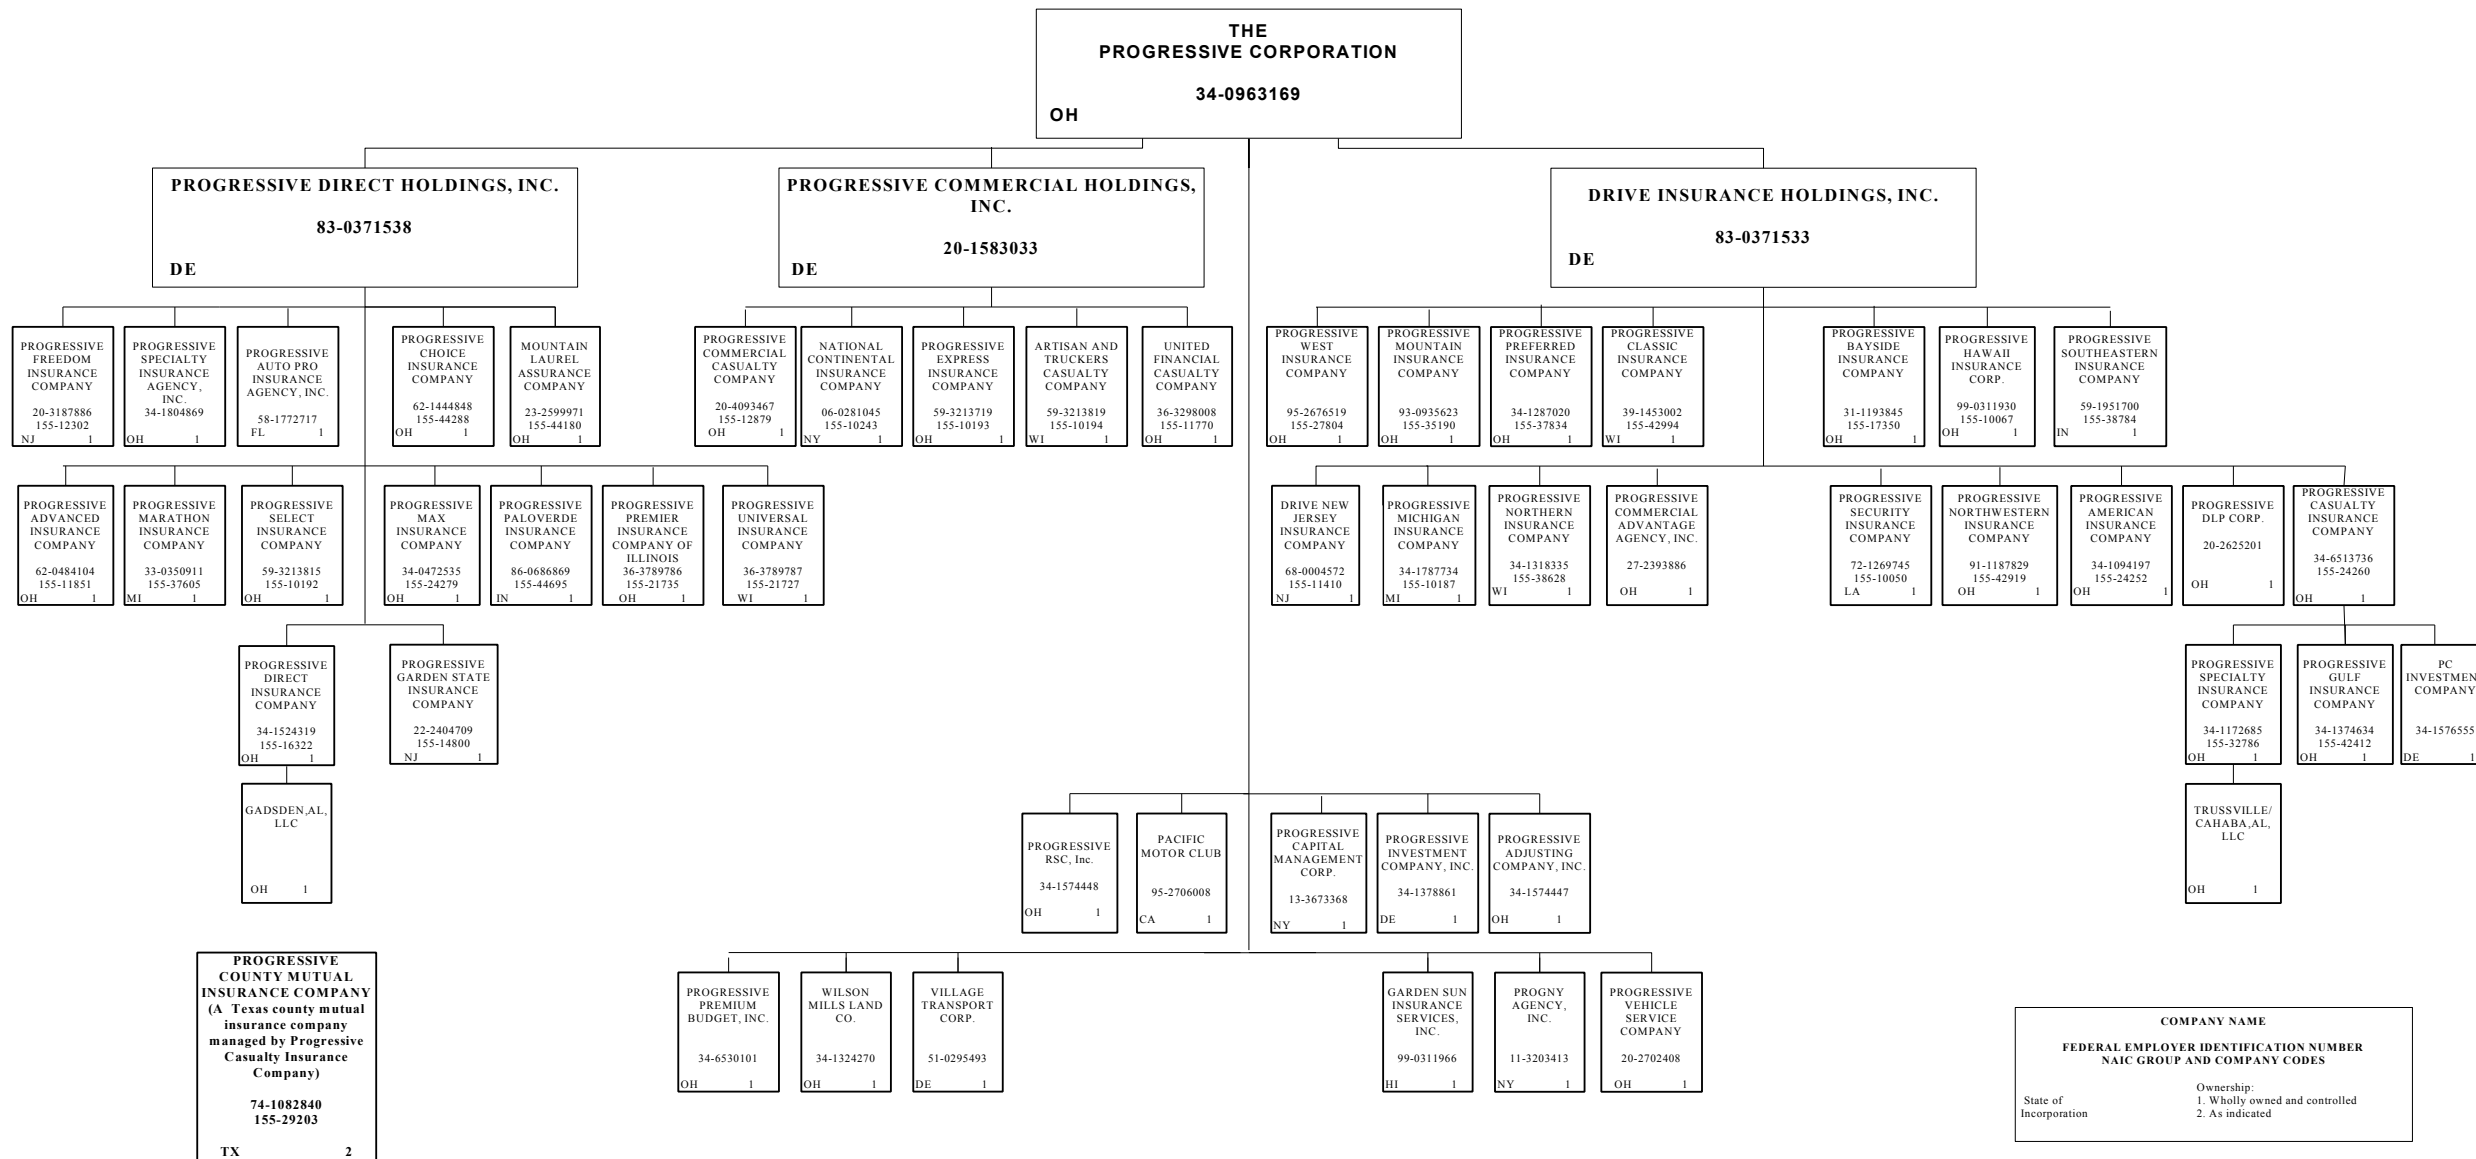 THE
PROGRESSIVE CORPORATION
34-0963169
OH
PROGRESSIVE DIRECT HOLDINGS, INC.
83-0371538
DE
PROGRESSIVE COMMERCIAL HOLDINGS,
INC.
20-1583033
DE
DRIVE INSURANCE HOLDINGS, INC.
83-0371533
DE
PROGRESSIVE
FREEDOM
INSURANCE
COMPANY
20-3187886
155-12302
NJ 1
PROGRESSIVE
SPECIALTY
INSURANCE
AGENCY,
INC.
34-1804869
OH 1
PROGRESSIVE
AUTO PRO
INSURANCE
AGENCY, INC.
58-1772717
FL 1
PROGRESSIVE
CHOICE
INSURANCE
COMPANY
62-1444848
155-44288
OH 1
MOUNTAIN
LAUREL
ASSURANCE
COMPANY
23-2599971
155-44180
OH 1
PROGRESSIVE
COMMERCIAL
CASUALTY
COMPANY
20-4093467
155-12879
OH 1
NATIONAL
CONTINENTAL
INSURANCE
COMPANY
06-0281045
155-10243
NY 1
PROGRESSIVE
EXPRESS
INSURANCE
COMPANY
59-3213719
155-10193
OH 1
ARTISAN AND
TRUCKERS
CASUALTY
COMPANY
59-3213819
155-10194
WI 1
UNITED
FINANCIAL
CASUALTY
COMPANY
36-3298008
155-11770
OH 1
PROGRESSIVE
WEST
INSURANCE
COMPANY
95-2676519
155-27804
OH 1
PROGRESSIVE
MOUNTAIN
INSURANCE
COMPANY
93-0935623
155-35190
OH 1
PROGRESSIVE
PREFERRED
INSURANCE
COMPANY
34-1287020
155-37834
OH 1
PROGRESSIVE
CLASSIC
INSURANCE
COMPANY
39-1453002
155-42994
WI 1
PROGRESSIVE
BAYSIDE
INSURANCE
COMPANY
31-1193845
155-17350
OH 1
PROGRESSIVE
HAWAII
INSURANCE
CORP.
99-0311930
155-10067
OH 1
PROGRESSIVE
SOUTHEASTERN
INSURANCE
COMPANY
59-1951700
155-38784
IN 1
PROGRESSIVE
ADVANCED
INSURANCE
COMPANY
62-0484104
155-11851
OH 1
PROGRESSIVE
MARATHON
INSURANCE
COMPANY
33-0350911
155-37605
MI 1
PROGRESSIVE
SELECT
INSURANCE
COMPANY
59-3213815
155-10192
OH 1
PROGRESSIVE
MAX
INSURANCE
COMPANY
34-0472535
155-24279
OH 1
PROGRESSIVE
PALOVERDE
INSURANCE
COMPANY
86-0686869
155-44695
IN 1
PROGRESSIVE
PREMIER
INSURANCE
COMPANY OF
ILLINOIS
36-3789786
155-21735
OH 1
PROGRESSIVE
UNIVERSAL
INSURANCE
COMPANY
36-3789787
155-21727
WI 1
DRIVE NEW
JERSEY
INSURANCE
COMPANY
68-0004572
155-11410
NJ 1
PROGRESSIVE
MICHIGAN
INSURANCE
COMPANY
34-1787734
155-10187
MI 1
PROGRESSIVE
NORTHERN
INSURANCE
COMPANY
34-1318335
155-38628
WI 1
PROGRESSIVE
COMMERCIAL
ADVANTAGE
AGENCY, INC.
27-2393886
OH 1
PROGRESSIVE
SECURITY
INSURANCE
COMPANY
72-1269745
155-10050
LA 1
PROGRESSIVE
NORTHWESTERN
INSURANCE
COMPANY
91-1187829
155-42919
OH 1
PROGRESSIVE
AMERICAN
INSURANCE
COMPANY
34-1094197
155-24252
OH 1
PROGRESSIVE
DLP CORP.
20-2625201
OH 1
PROGRESSIVE
CASUALTY
INSURANCE
COMPANY
34-6513736
155-24260
OH 1
PROGRESSIVE
DIRECT
INSURANCE
COMPANY
34-1524319
155-16322
OH 1
PROGRESSIVE
GARDEN STATE
INSURANCE
COMPANY
22-2404709
155-14800
NJ 1
PROGRESSIVE
SPECIALTY
INSURANCE
COMPANY
34-1172685
155-32786
OH 1
PROGRESSIVE
GULF
INSURANCE
COMPANY
34-1374634
155-42412
OH 1
PC
INVESTMEN
COMPANY
34-1576555
DE 1
GADSDEN,AL,
LLC
OH 1
PROGRESSIVE
RSC, Inc.
34-1574448
OH 1
PACIFIC
MOTOR CLUB
95-2706008
CA 1
PROGRESSIVE
CAPITAL
MANAGEMENT
CORP.
13-3673368
NY 1
PROGRESSIVE
INVESTMENT
COMPANY, INC.
34-1378861
DE 1
PROGRESSIVE
ADJUSTING
COMPANY, INC.
34-1574447
OH 1
TRUSSVILLE/
CAHABA,AL,
LLC
OH 1
PROGRESSIVE
COUNTY MUTUAL
INSURANCE COMPANY
(A Texas county mutual
insurance company
managed by Progressive
Casualty Insurance
Company)
74-1082840
155-29203
TX 2
PROGRESSIVE
PREMIUM
BUDGET, INC.
34-6530101
OH 1
WILSON
MILLS LAND
CO.
34-1324270
OH 1
VILLAGE
TRANSPORT
CORP.
51-0295493
DE 1
GARDEN SUN
INSURANCE
SERVICES,
INC.
99-0311966
HI 1
PROGNY
AGENCY,
INC.
11-3203413
NY 1
PROGRESSIVE
VEHICLE
SERVICE
COMPANY
20-2702408
OH 1
COMPANY NAME
FEDERAL EMPLOYER IDENTIFICATION NUMBER
NAIC GROUP AND COMPANY CODES
Ownership:
State of 1. Wholly owned and controlled
Incorporation 2. As indicated